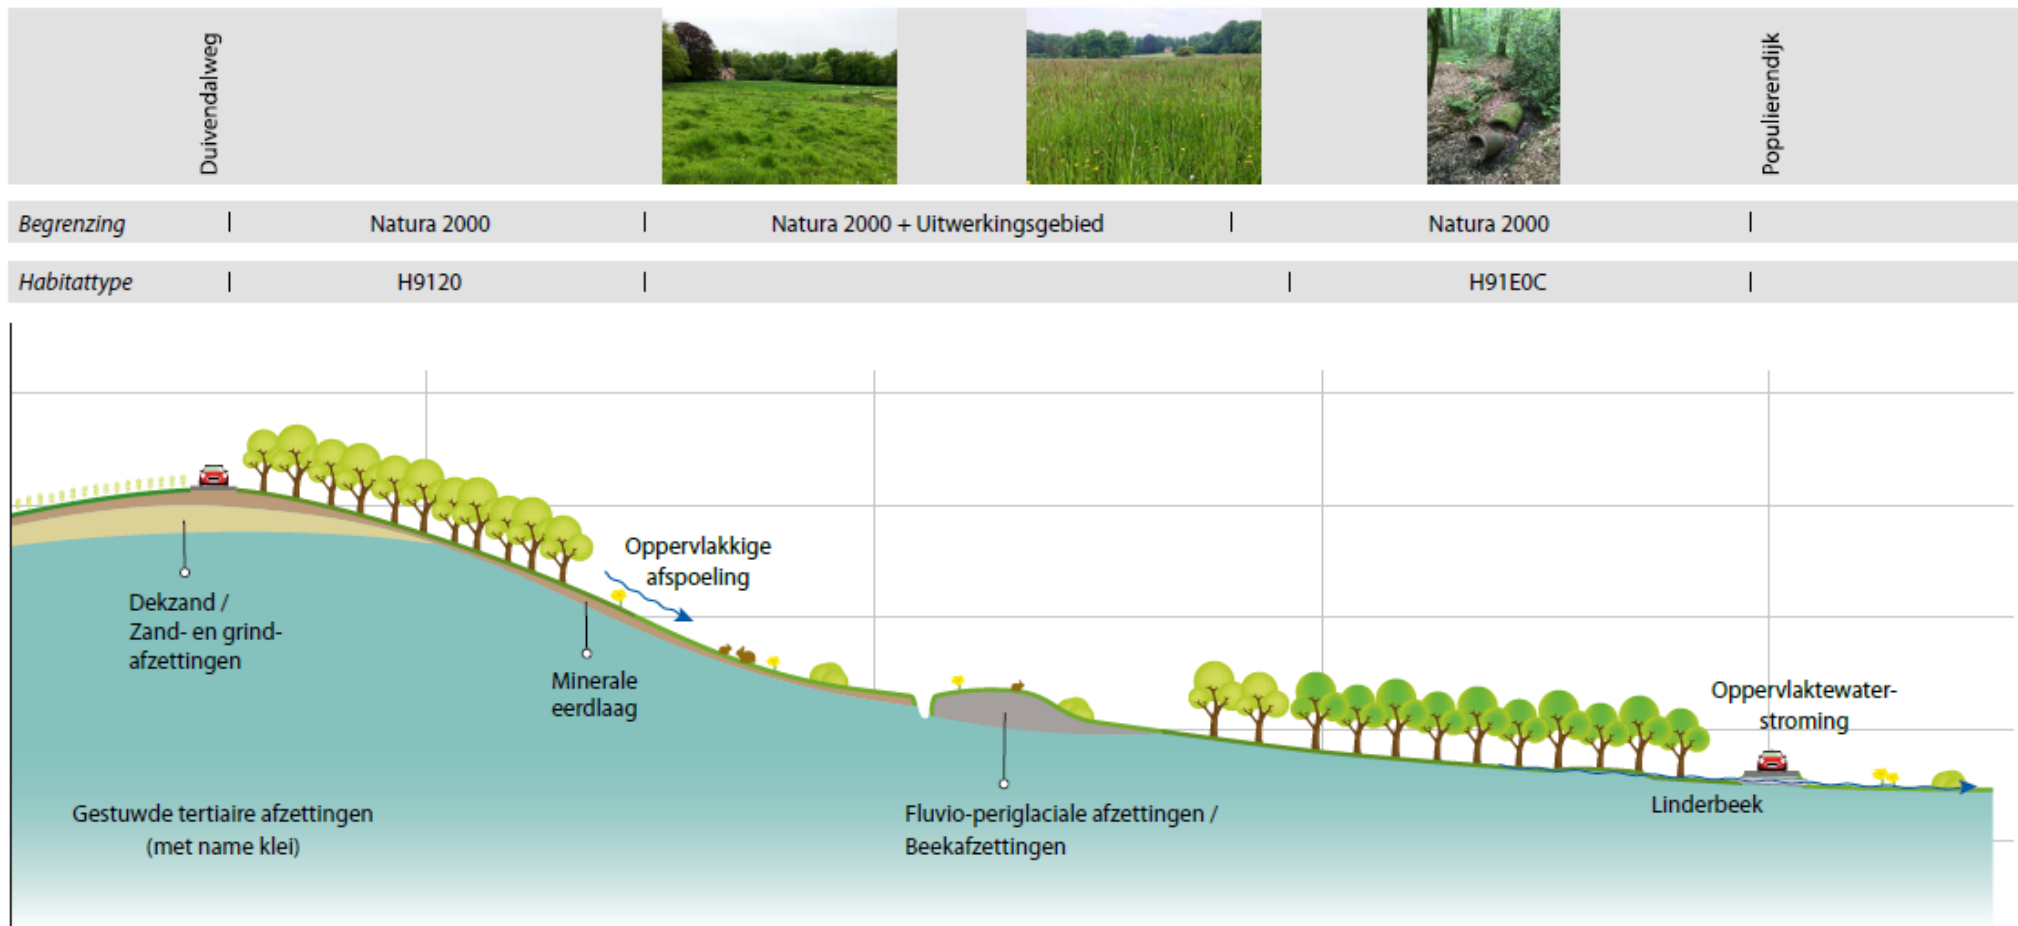 Duivendalweg
Populierendijk
Begrenzing
Natura 2000
Natura 2000 + Uitwerkingsgebied
Natura 2000
Habitattype
H9120
H91E0C
Oppervlakkige
afspoeling
Dekzand /
Zand- en grind-
afzettingen
Minerale
eerdlaag
Oppervlaktewater-
stroming
Linderbeek
Gestuwde tertiaire afzettingen
(met name klei)
Fluvio-periglaciale afzettingen /
Beekafzettingen